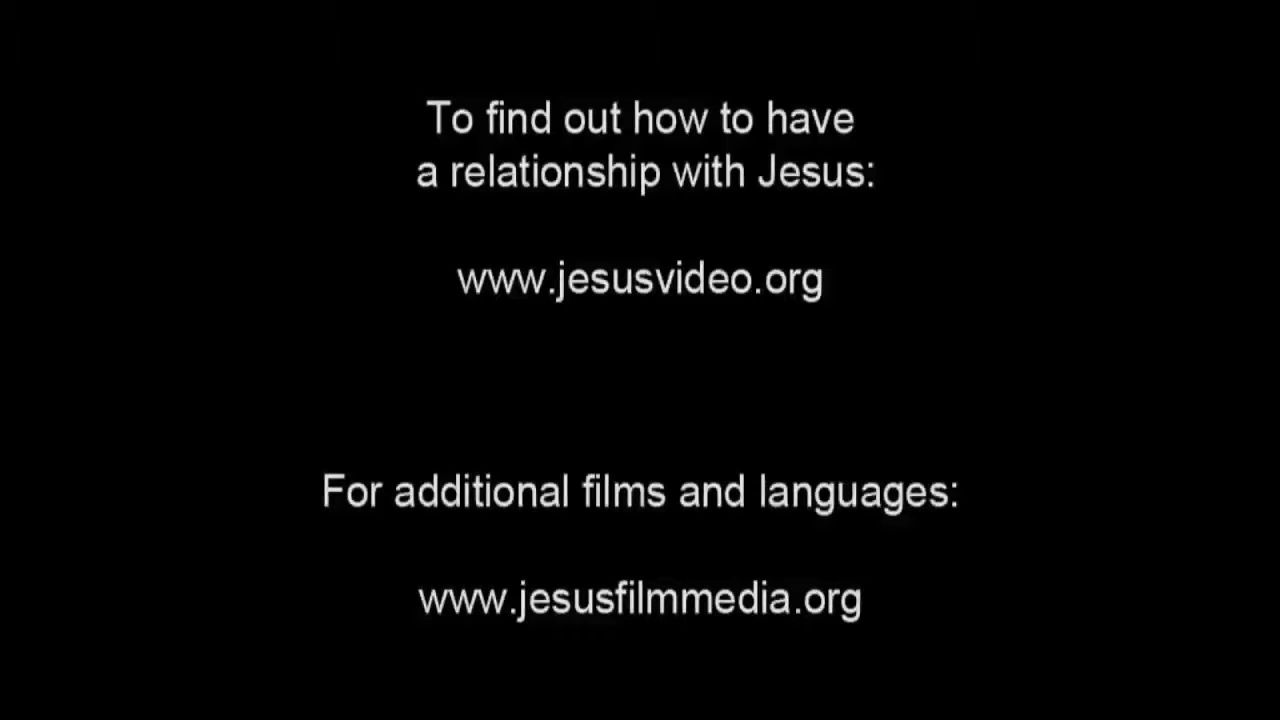 To find out how to have
a relationship with Jesus:
www.jesusvideo.org
For additional films and languages:
www.jesusfilmmedia.org